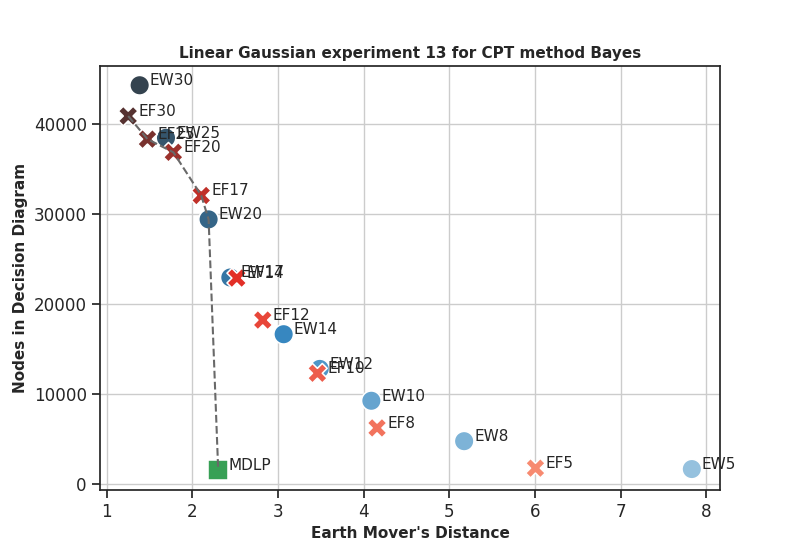 Linear Gaussian experiment 13 for CPT method Bayes
EW30
EF30
EF25
EW25
EF20
EF17
EW20
EW17
EF14
EF12
EW14
EW12
EF10
EW10
EF8
EW8
MDLP
EF5
EW5
40000
30000
20000
10000
0
Nodes in Decision Diagram
1 2 3 4 5 6 7 8
Earth Mover's Distance